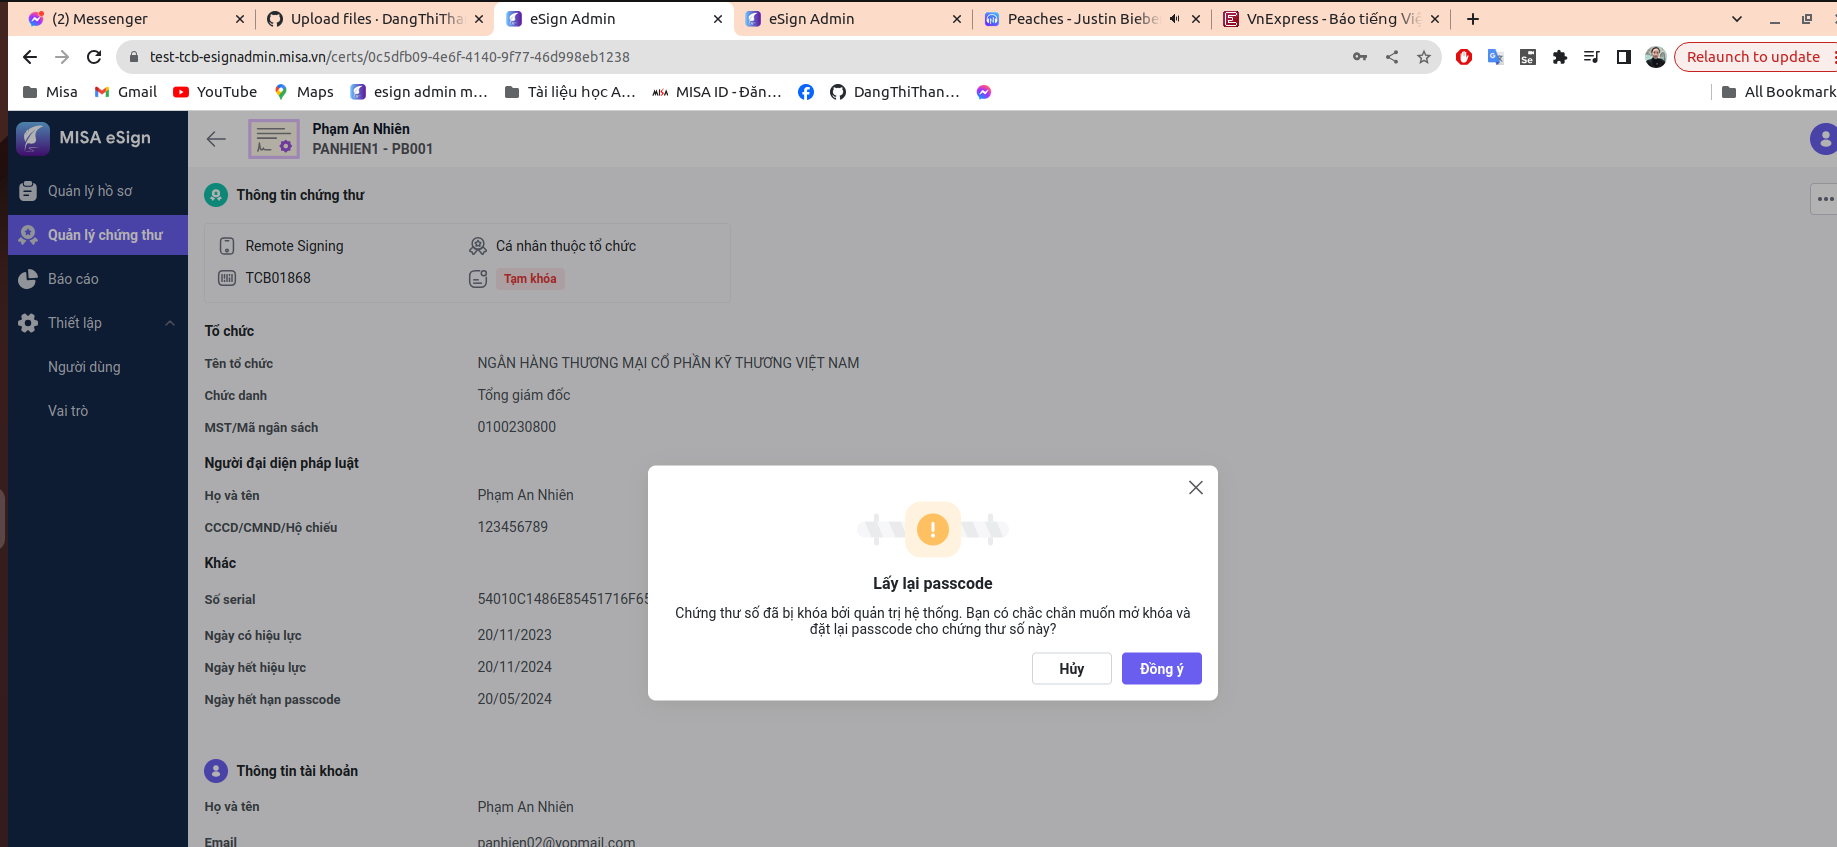 (2) Messenger
Upload files · DangThiTha
eSign Admin
eSign Admin
Peaches - Justin Biebe
VnExpress - Báo tiếng Việ
test-tcb-esignadmin.misa.vn/certs/0c5dfb09-4e6f-4140-9f77-46d998eb1238
Relaunch to update
Misa
Gmail
YouTube
Maps
esign admin m...
Tài liệu học A...
MISA ID - Đăn...
DangThiThan...
All Bookmark
MISA eSign
Phạm An Nhiên
PANHIEN1 - PB001
Quản lý hồ sơ
Quản lý chứng thư
Báo cáo
Thiết lập
Người dùng
Vai trò
Thông tin chứng thư
Remote Signing
Cá nhân thuộc tổ chức
TCB01868
Tạm khóa
Tổ chức
Tên tổ chức NGÂN HÀNG THƯƠNG MẠI CỔ PHẦN KỸ THƯƠNG VIỆT NAM
Chức danh Tổng giám đốc
MST/Mã ngân sách 0100230800
Người đại diện pháp luật
Họ và tên Phạm An Nhiên
CCCD/CMND/Hộ chiếu 123456789
Khác
Số serial 54010C1486E85451716F65
Ngày có hiệu lực 20/11/2023
Ngày hết hiệu lực 20/11/2024
Ngày hết hạn passcode 20/05/2024
Thông tin tài khoản
Họ và tên Phạm An Nhiên
Email panhien02@yopmail.com
Lấy lại passcode
Chứng thư số đã bị khóa bởi quản trị hệ thống. Bạn có chắc chắn muốn mở khóa và
đặt lại passcode cho chứng thư số này?
Hủy
Đồng ý